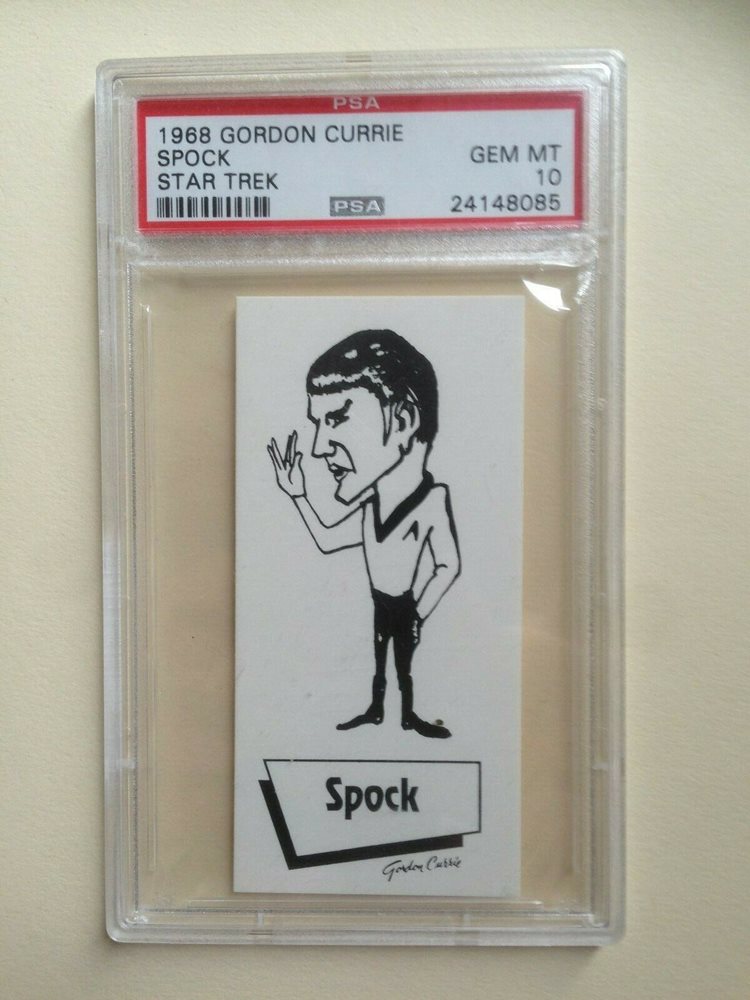 PSA
1968 GORDON CURRIE
SPOCK GEM MT
STAR TREK 10
PSA 24148085
Spock
Gordon Currie